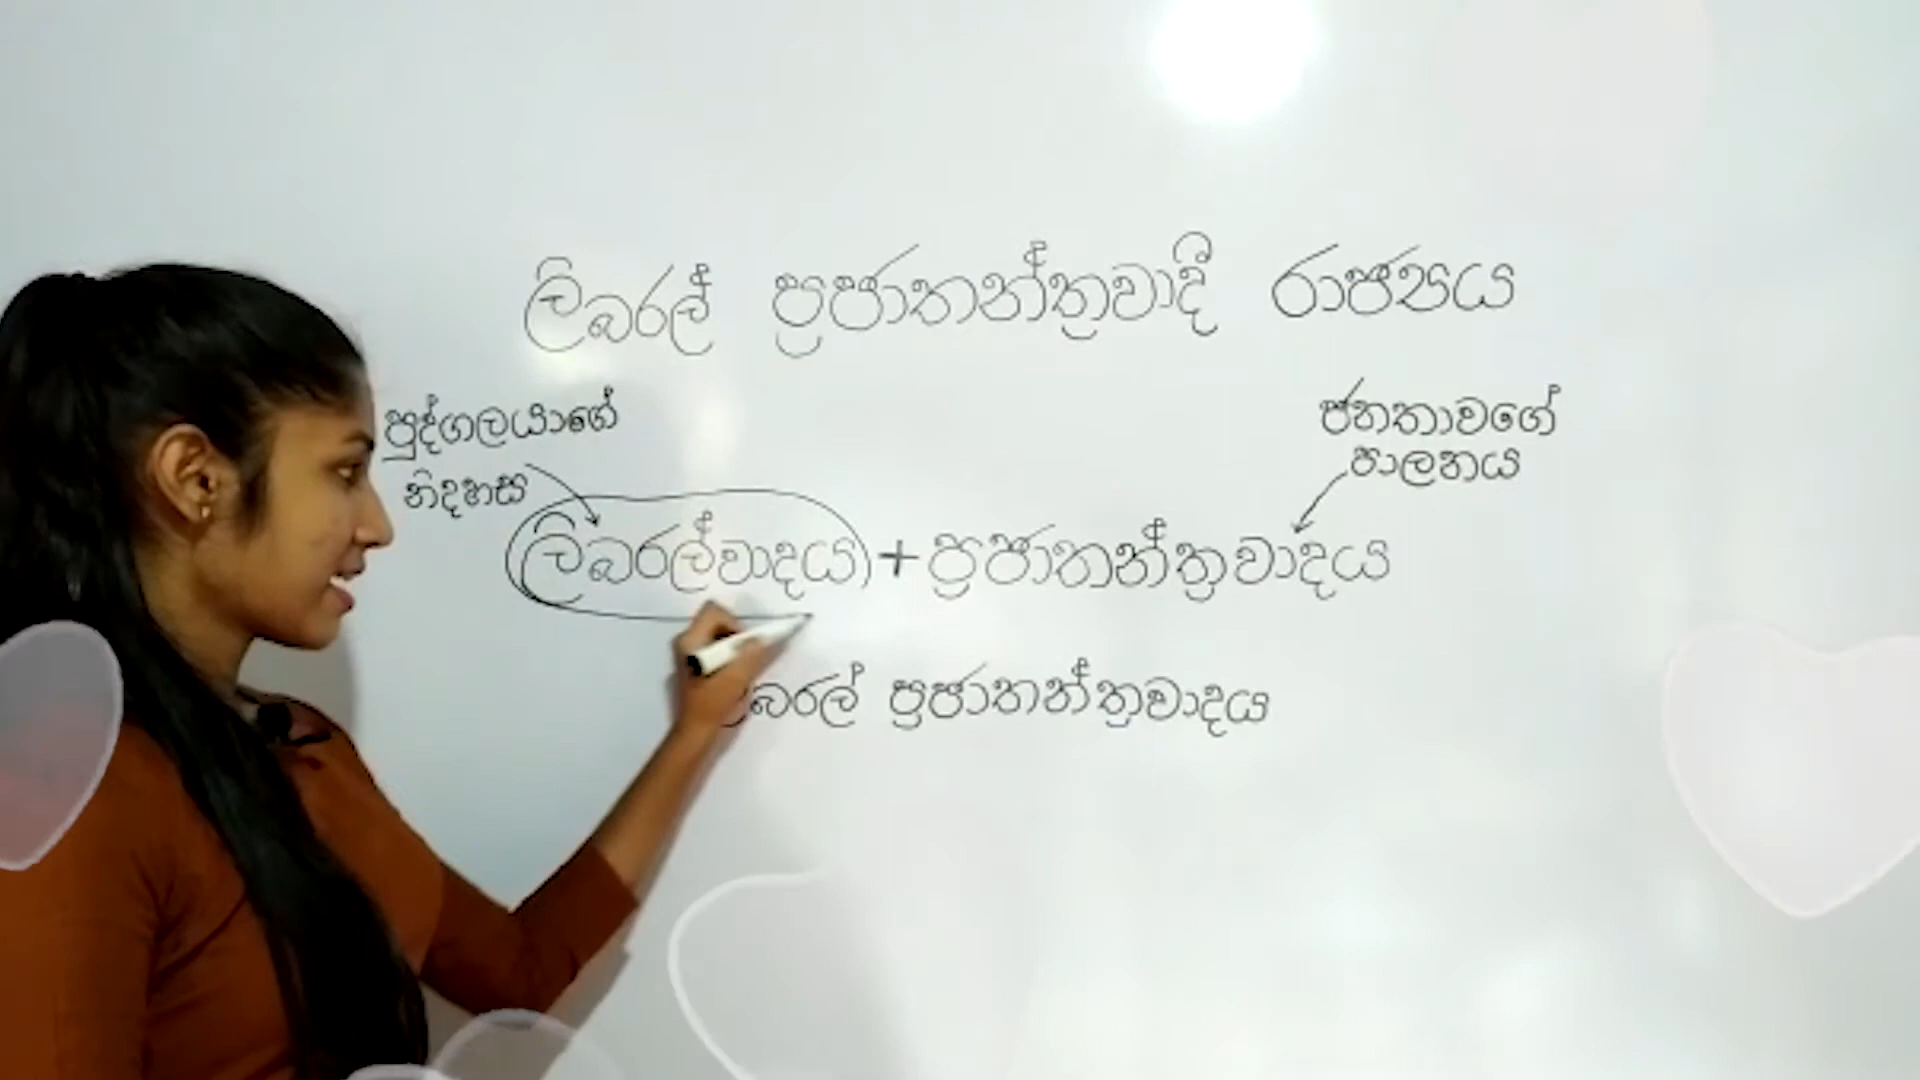 ලිබරල් ප්‍රජාතන්ත්‍රවාදී රාජ්‍යය
පුද්ගලයාගේ
නිදහස
ජනතාවගේ
පාලනය
ලිබරල්වාදය + ප්‍රජාතන්ත්‍රවාදය
ලිබරල් ප්‍රජාතන්ත්‍රවාදය